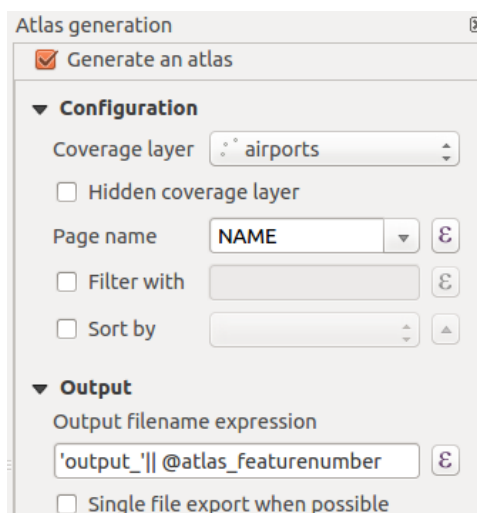 Atlas generation
Generate an atlas
Configuration
Coverage layer airports
Hidden coverage layer
Page name NAME ε
Filter with ε
Sort by
Output
Output filename expression
'output_'|| @atlas_featurenumber ε
Single file export when possible